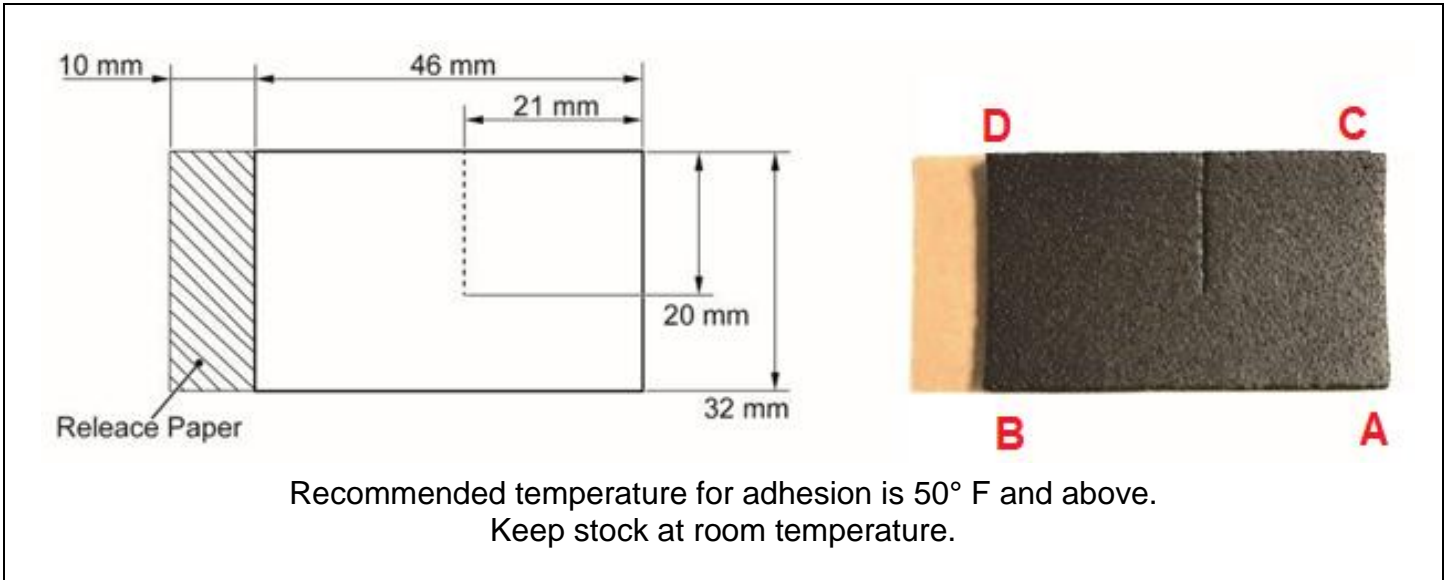 10 mm
46 mm
21 mm
20 mm
32 mm
Releace Paper
D
C
B
A
Recommended temperature for adhesion is 50° F and above.
Keep stock at room temperature.